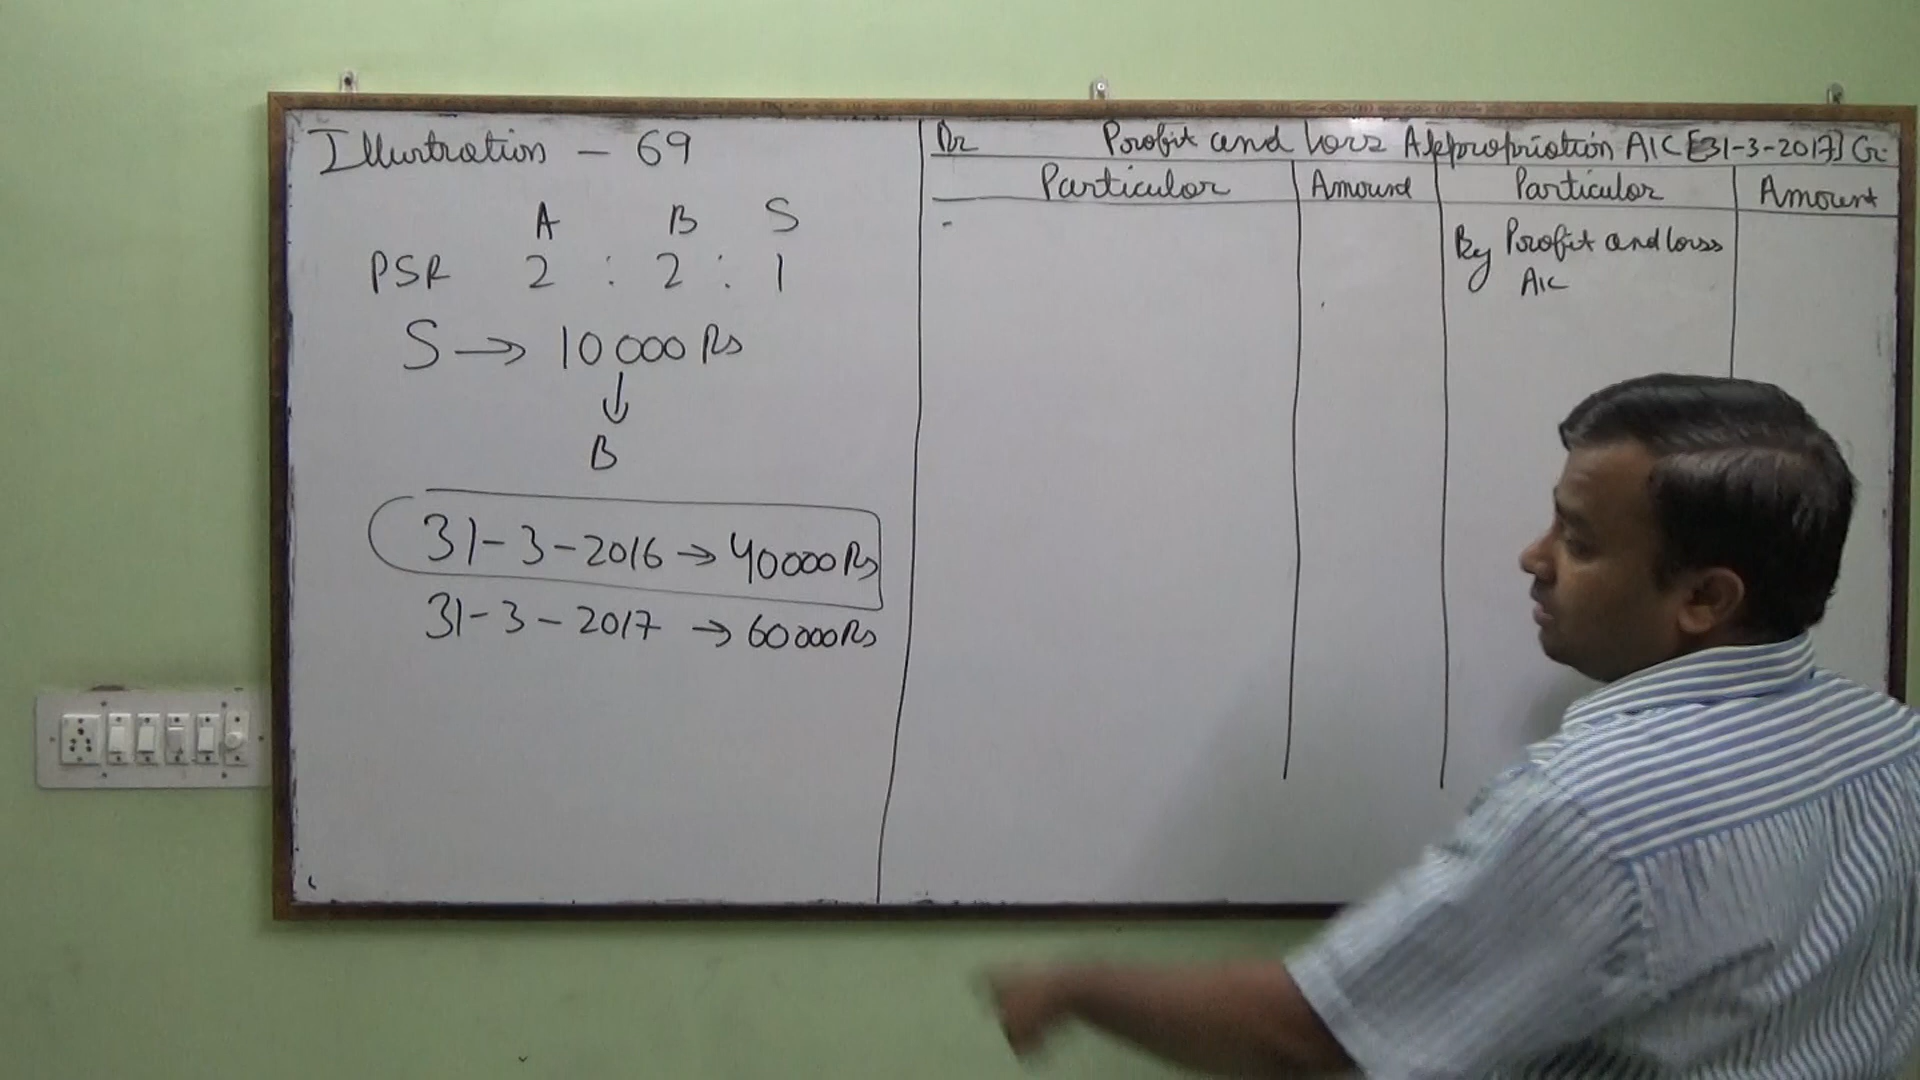 Illustration - 69
A B S
PSR 2 : 2 : 1
S → 10000 Rs
↓
B
31-3-2016 → 40000 Rs
31-3-2017 → 60000 Rs
Dr Profit and Loss Appropriation A/C [31-3-2017] Cr
Particular Amount Particular Amount
By Profit and Loss
A/C